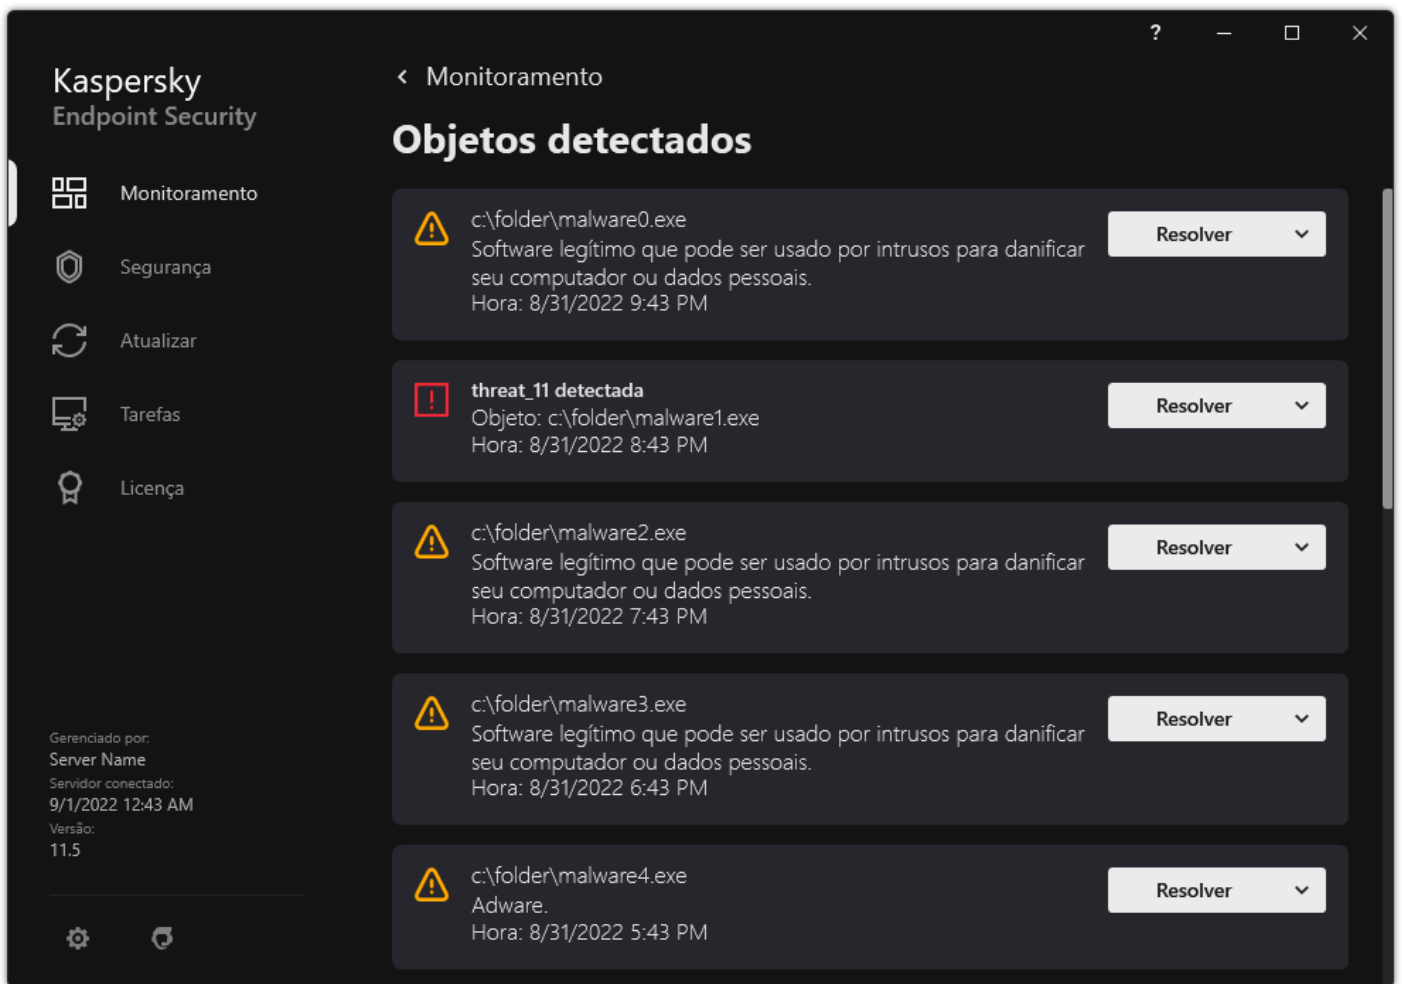 ?
Kaspersky
Endpoint Security
Monitoramento
Segurança
Atualizar
Tarefas
Licença
Gerenciado por:
Server Name
Servidor conectado:
9/1/2022 12:43 AM
Versão:
11.5
Monitoramento
Objetos detectados
c:\folder\malware0.exe
Software legítimo que pode ser usado por intrusos para danificar
seu computador ou dados pessoais.
Hora: 8/31/2022 9:43 PM
Resolver
threat_11 detectada
Objeto: c:\folder\malware1.exe
Hora: 8/31/2022 8:43 PM
Resolver
c:\folder\malware2.exe
Software legítimo que pode ser usado por intrusos para danificar
seu computador ou dados pessoais.
Hora: 8/31/2022 7:43 PM
Resolver
c:\folder\malware3.exe
Software legítimo que pode ser usado por intrusos para danificar
seu computador ou dados pessoais.
Hora: 8/31/2022 6:43 PM
Resolver
c:\folder\malware4.exe
Adware.
Hora: 8/31/2022 5:43 PM
Resolver